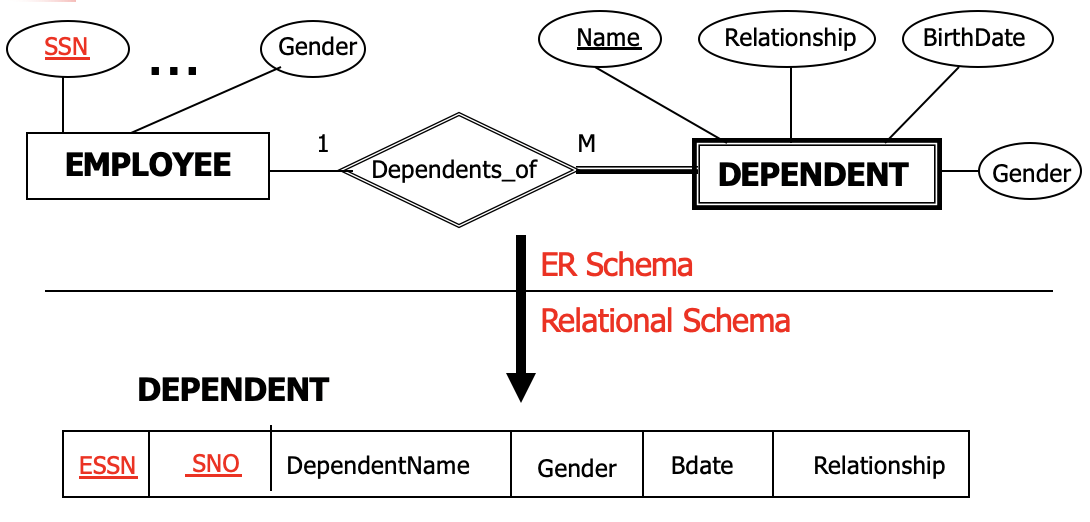 SSN
...
Gender
Name
Relationship
BirthDate
EMPLOYEE
1
Dependents_of
M
DEPENDENT
Gender
ER Schema
Relational Schema
DEPENDENT
ESSN
_SNO
DependentName
Gender
Bdate
Relationship